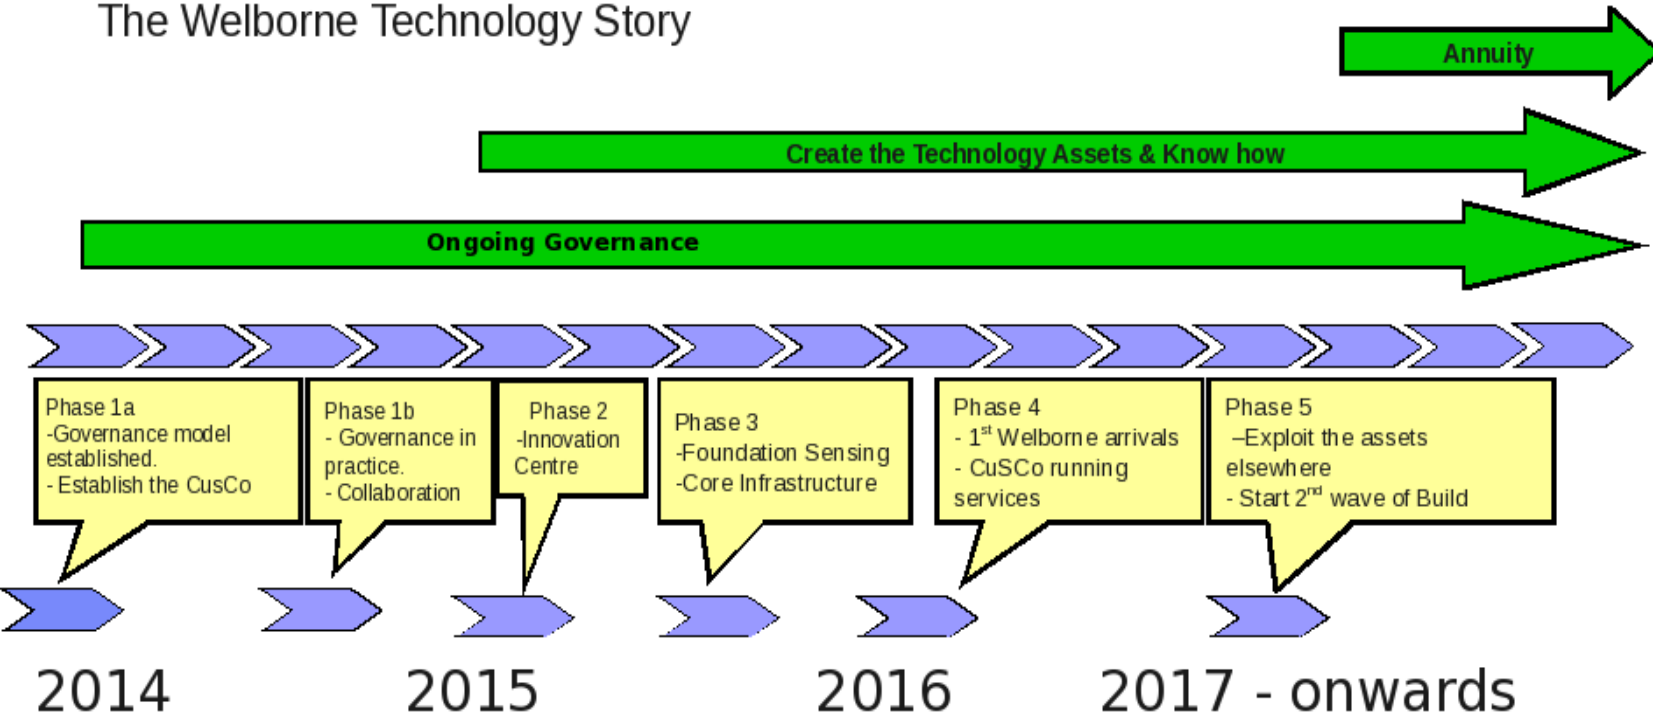 The Welborne Technology Story
Annuity
Create the Technology Assets & Know how
Ongoing Governance
Phase 1a
-Governance model
established.
- Establish the CusCo
Phase 1b
- Governance in
practice.
- Collaboration
Phase 2
-Innovation
Centre
Phase 3
-Foundation Sensing
-Core Infrastructure
Phase 4
- 1st Welborne arrivals
- CuSCo running
services
Phase 5
–Exploit the assets
elsewhere
- Start 2nd wave of Build
2014
2015
2016
2017 - onwards